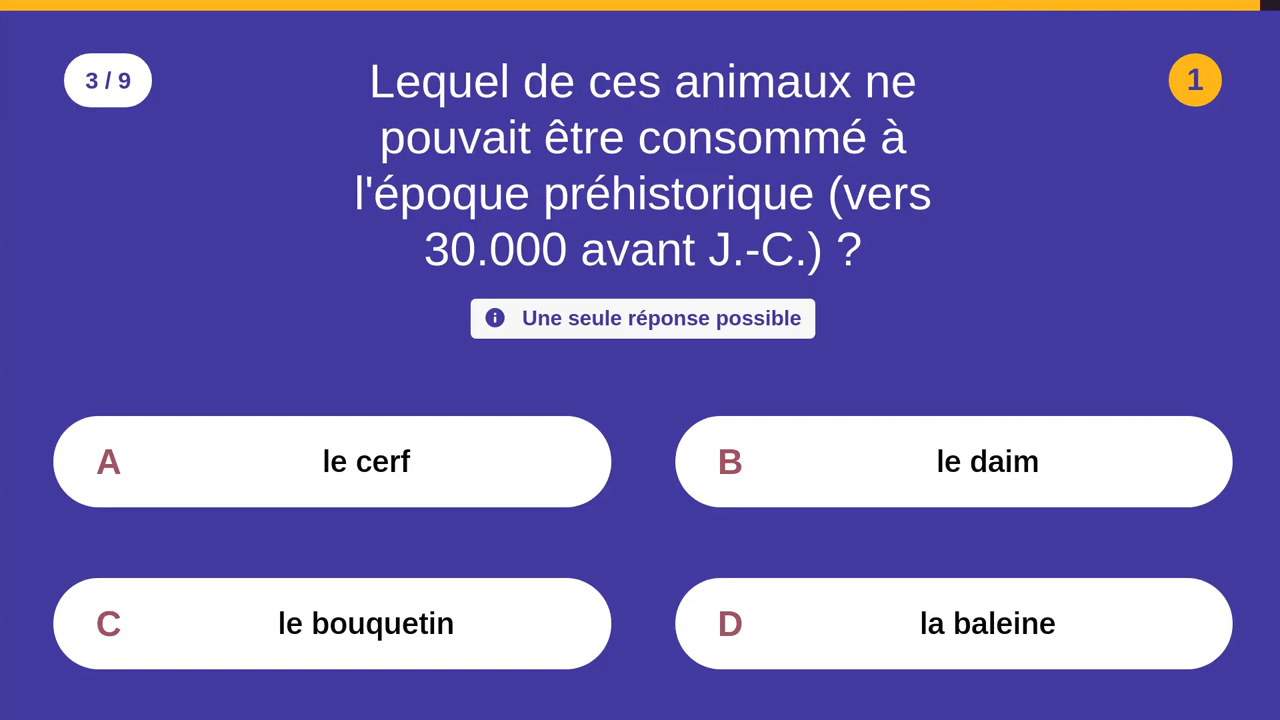 3 / 9
Lequel de ces animaux ne
pouvait être consommé à
l'époque préhistorique (vers
30.000 avant J.-C.) ?
1
Une seule réponse possible
A le cerf
B le daim
C le bouquetin
D la baleine